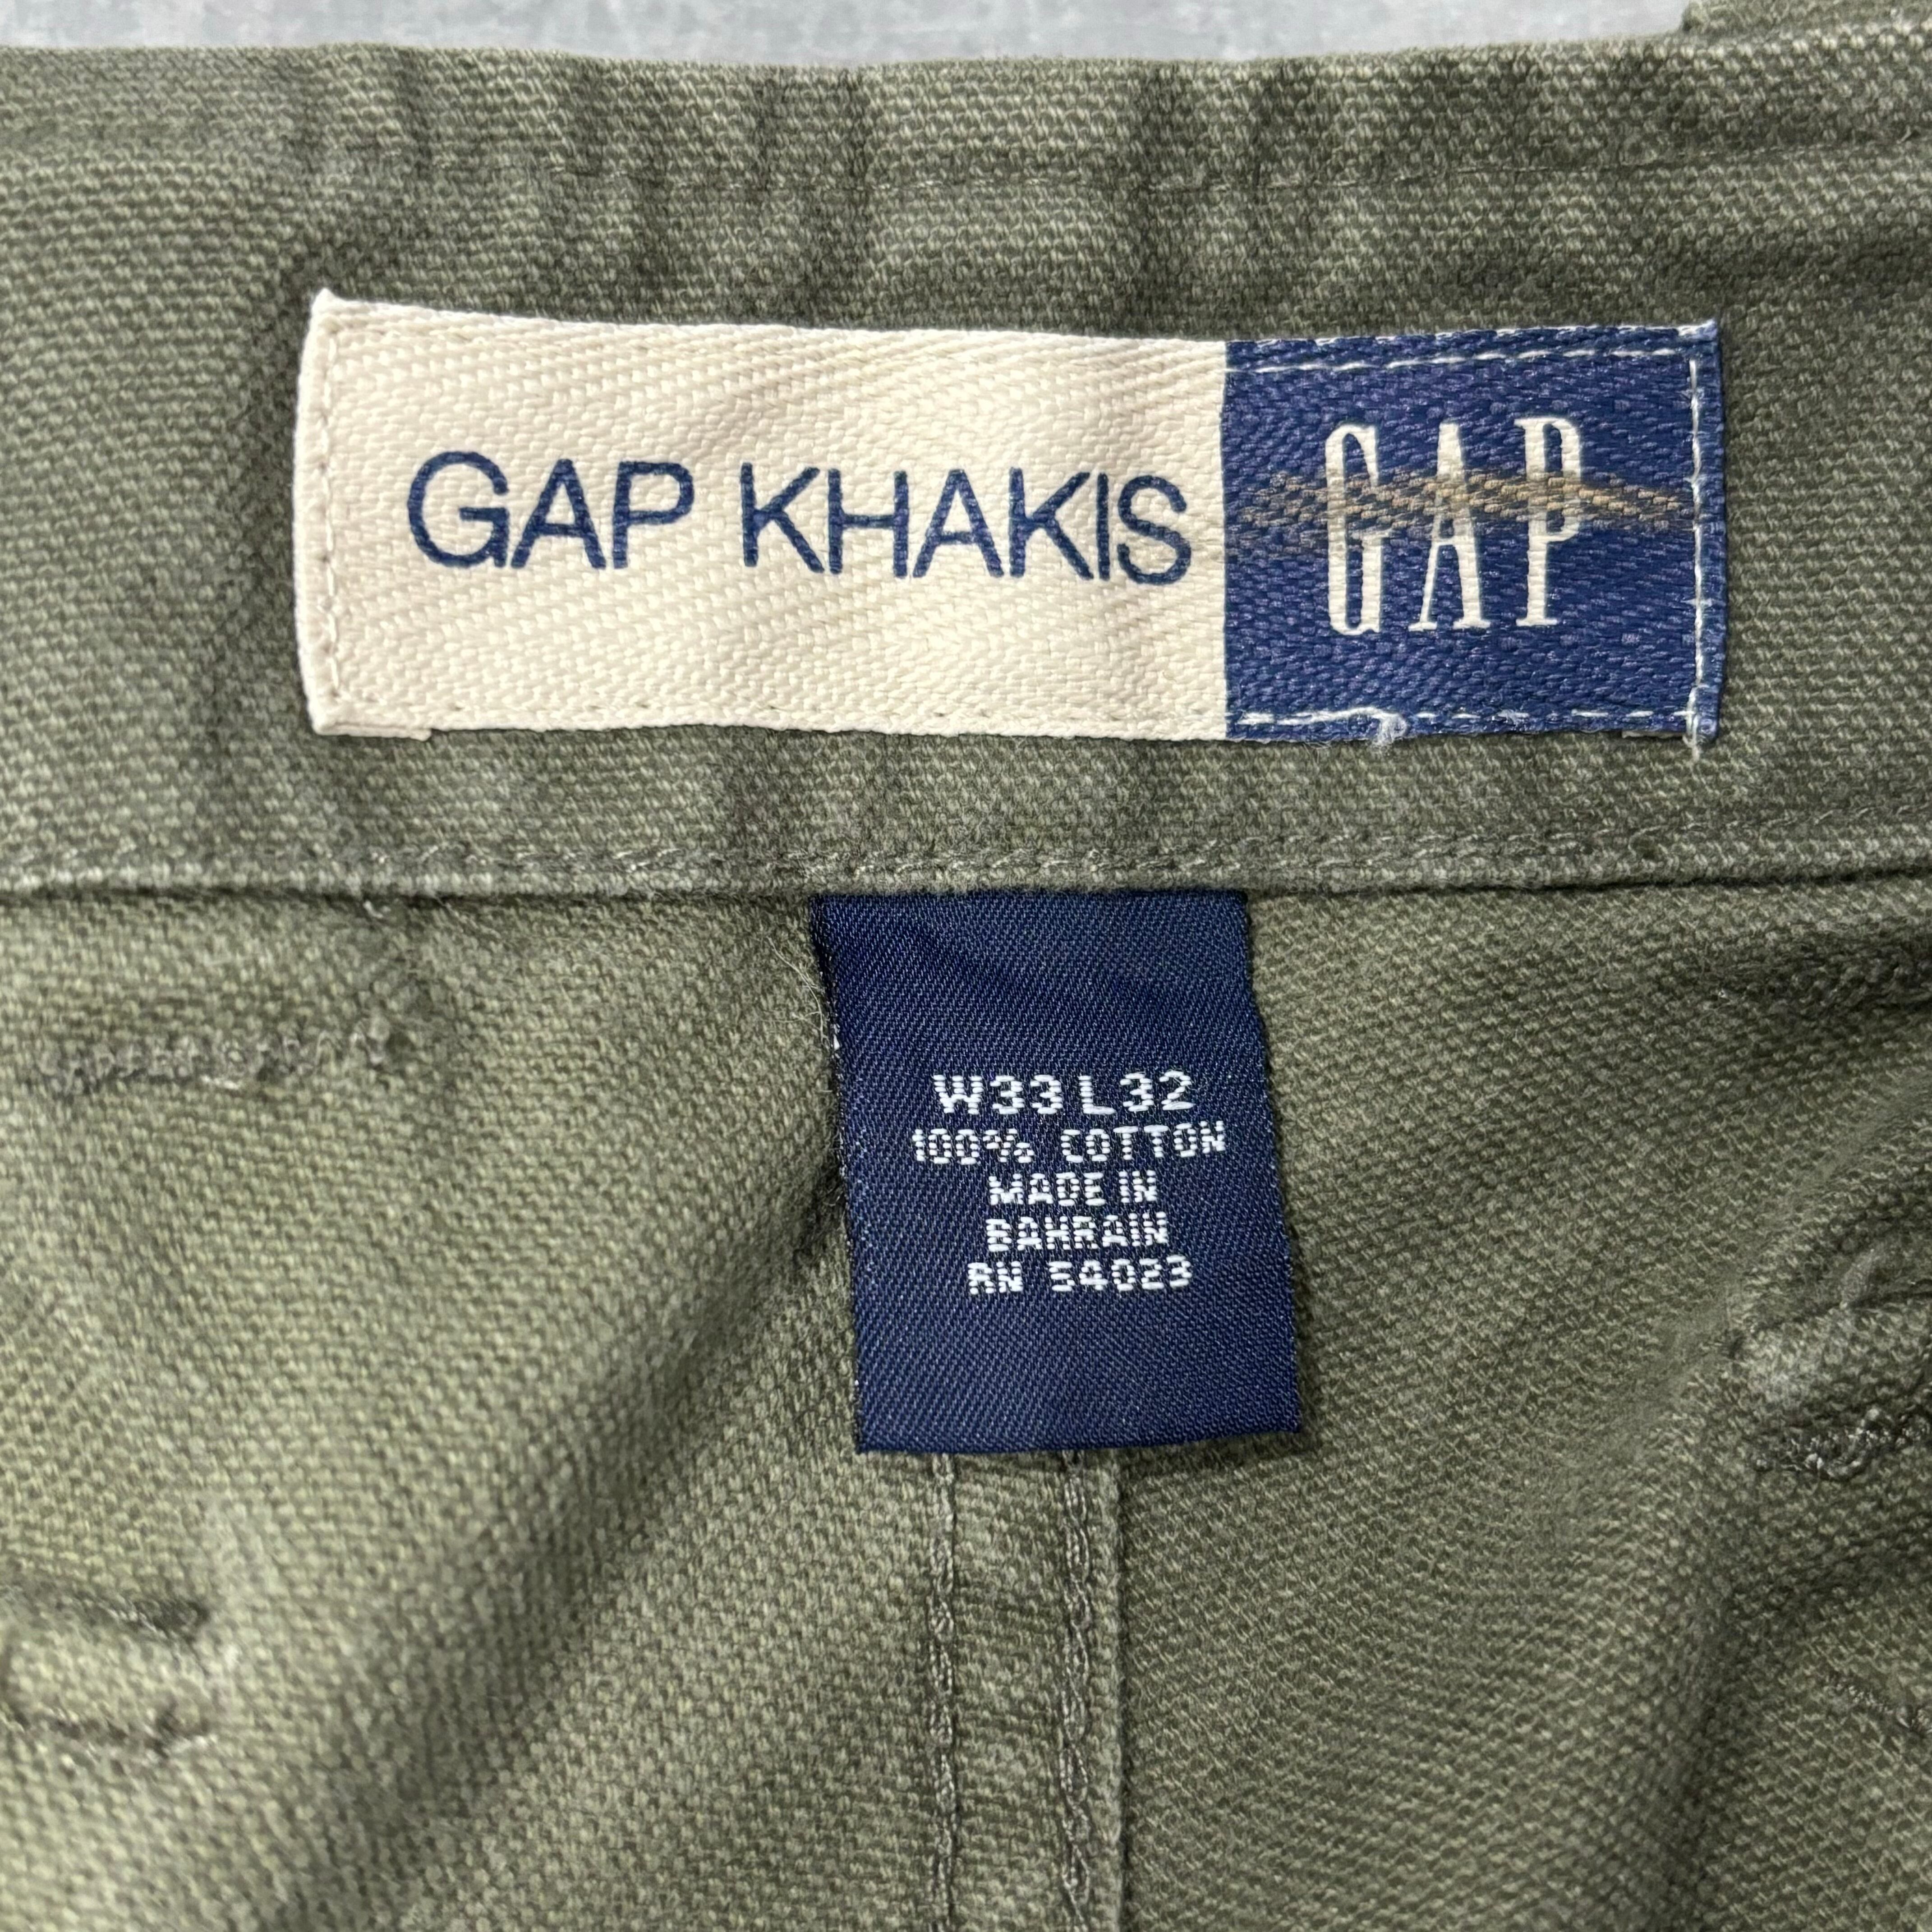 GAP KHAKIS GAP
W33 L32
100% COTTON
MADE IN
BAHRAIN
RN 54023